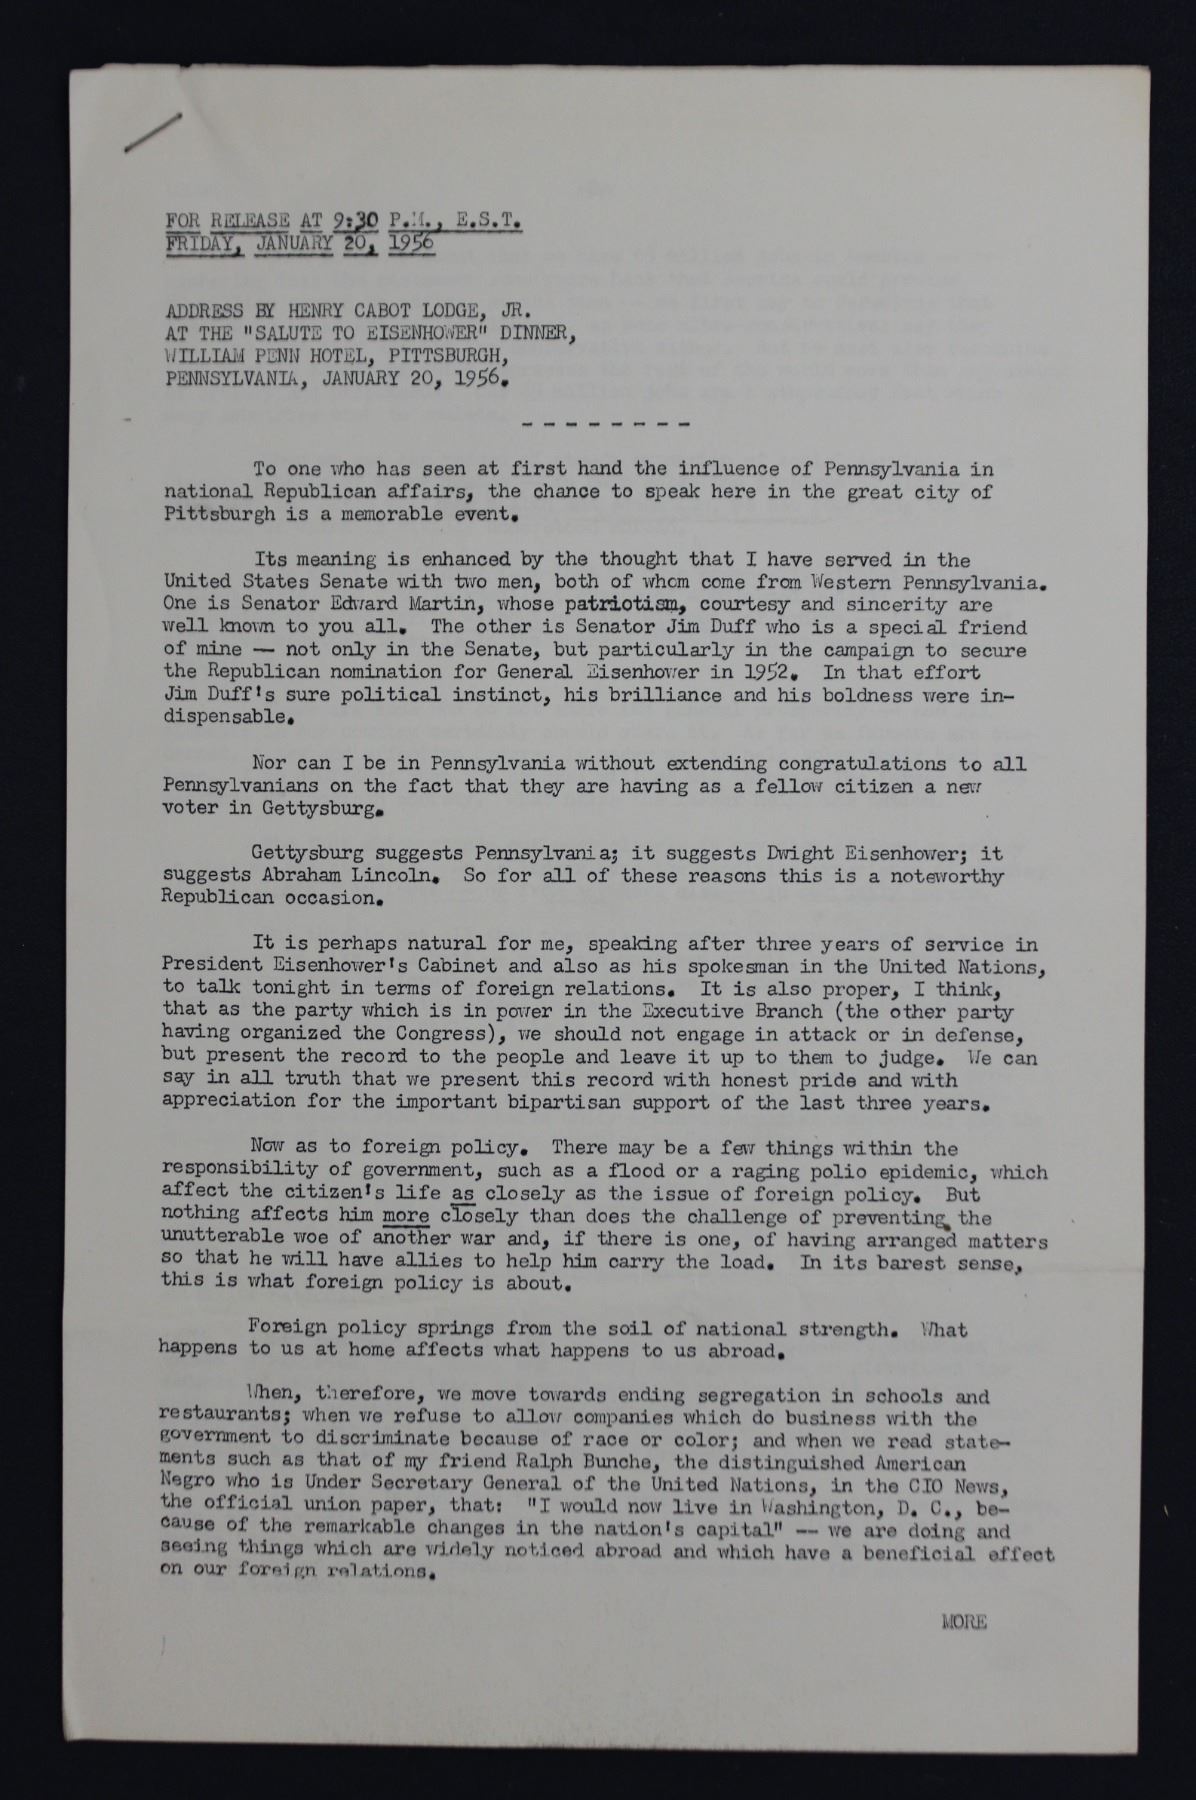 FOR RELEASE AT 9:30 P.M., E.S.T.
FRIDAY, JANUARY 20, 1956
ADDRESS BY HENRY CABOT LODGE, JR.
AT THE "SALUTE TO EISENHOWER" DINNER,
WILLIAM PENN HOTEL, PITTSBURGH,
PENNSYLVANIA, JANUARY 20, 1956.
- - - - - - - -
To one who has seen at first hand the influence of Pennsylvania in
national Republican affairs, the chance to speak here in the great city of
Pittsburgh is a memorable event.
Its meaning is enhanced by the thought that I have served in the
United States Senate with two men, both of whom come from Western Pennsylvania.
One is Senator Edward Martin, whose patriotism, courtesy and sincerity are
well known to you all. The other is Senator Jim Duff who is a special friend
of mine -- not only in the Senate, but particularly in the campaign to secure
the Republican nomination for General Eisenhower in 1952. In that effort
Jim Duff's sure political instinct, his brilliance and his boldness were in-
dispensable.
Nor can I be in Pennsylvania without extending congratulations to all
Pennsylvanians on the fact that they are having as a fellow citizen a new
voter in Gettysburg.
Gettysburg suggests Pennsylvania; it suggests Dwight Eisenhower; it
suggests Abraham Lincoln. So for all of these reasons this is a noteworthy
Republican occasion.
It is perhaps natural for me, speaking after three years of service in
President Eisenhower's Cabinet and also as his spokesman in the United Nations,
to talk tonight in terms of foreign relations. It is also proper, I think,
that as the party which is in power in the Executive Branch (the other party
having organized the Congress), we should not engage in attack or in defense,
but present the record to the people and leave it up to them to judge. We can
say in all truth that we present this record with honest pride and with
appreciation for the important bipartisan support of the last three years.
Now as to foreign policy. There may be a few things within the
responsibility of government, such as a flood or a raging polio epidemic, which
affect the citizen's life as closely as the issue of foreign policy. But
nothing affects him more closely than does the challenge of preventing the
unutterable woe of another war and, if there is one, of having arranged matters
so that he will have allies to help him carry the load. In its barest sense,
this is what foreign policy is about.
Foreign policy springs from the soil of national strength. What
happens to us at home affects what happens to us abroad.
When, therefore, we move towards ending segregation in schools and
restaurants; when we refuse to allow companies which do business with the
government to discriminate because of race or color; and when we read state-
ments such as that of my friend Ralph Bunche, the distinguished American
Negro who is Under Secretary General of the United Nations, in the CIO News,
the official union paper, that: "I would now live in Washington, D. C., be-
cause of the remarkable changes in the nation's capital" -- we are doing and
seeing things which are widely noticed abroad and which have a beneficial effect
on our foreign relations.
MORE